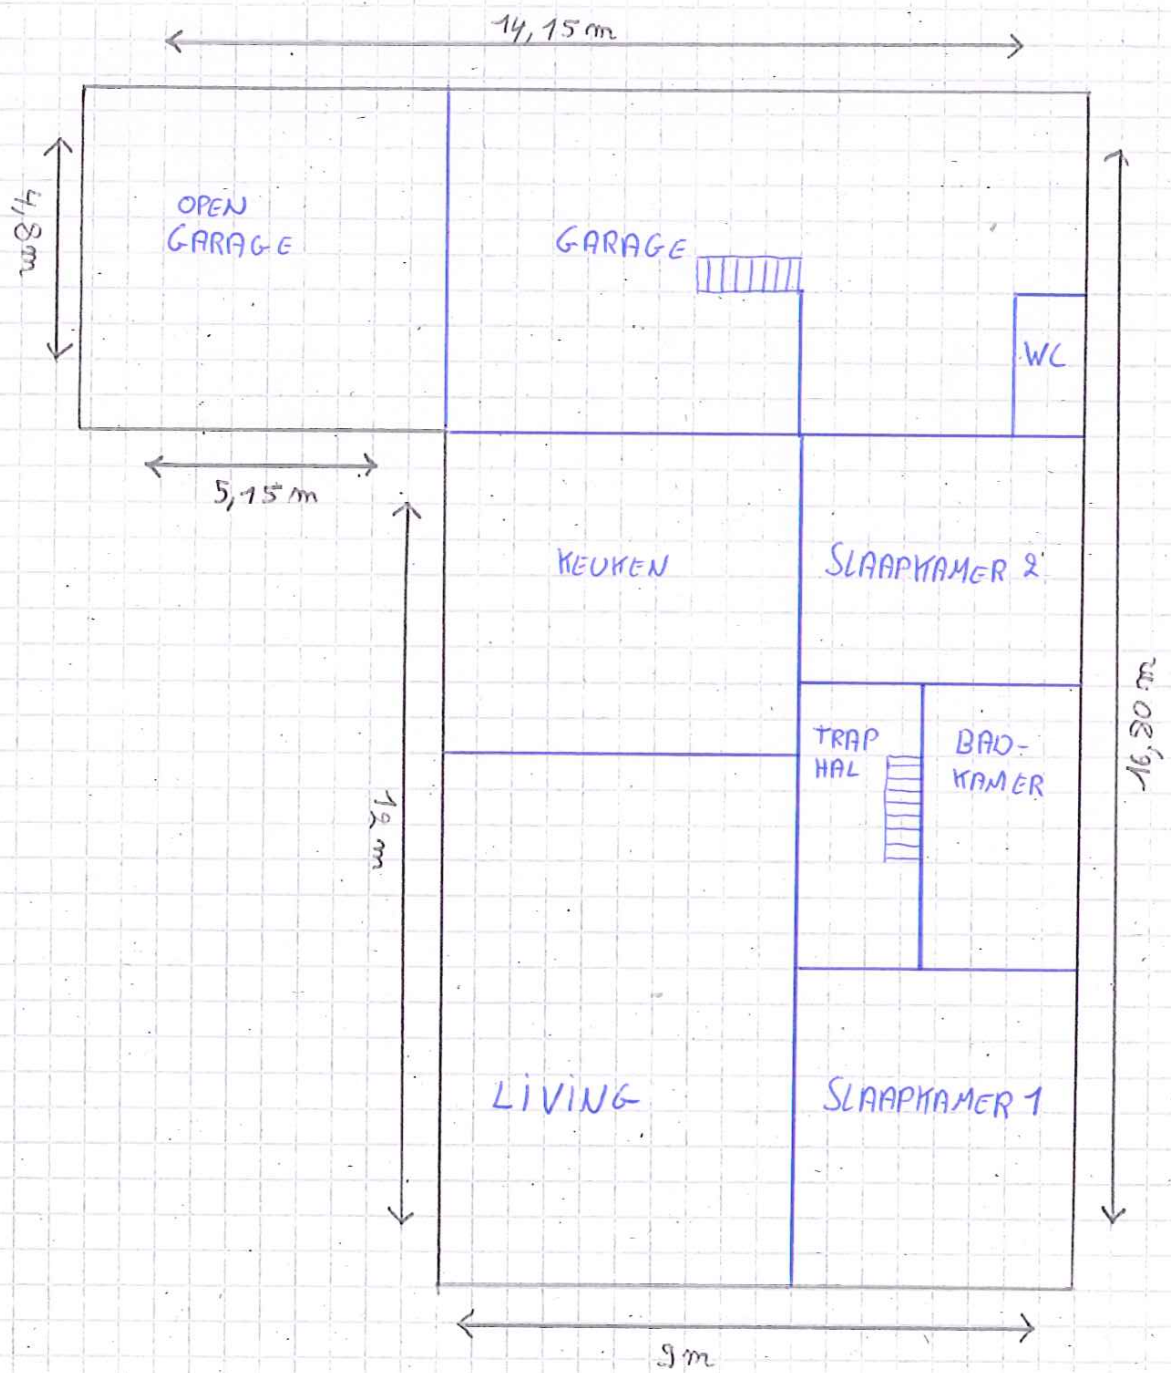 14,15 m
4,8 m
OPEN
GARAGE
GARAGE
WC
5,15 m
KEUKEN
SLAAPKAMER 2
16,80 m
TRAP
HAL
BAD-
KAMER
12 m
LIVING
SLAAPKAMER 1
9 m